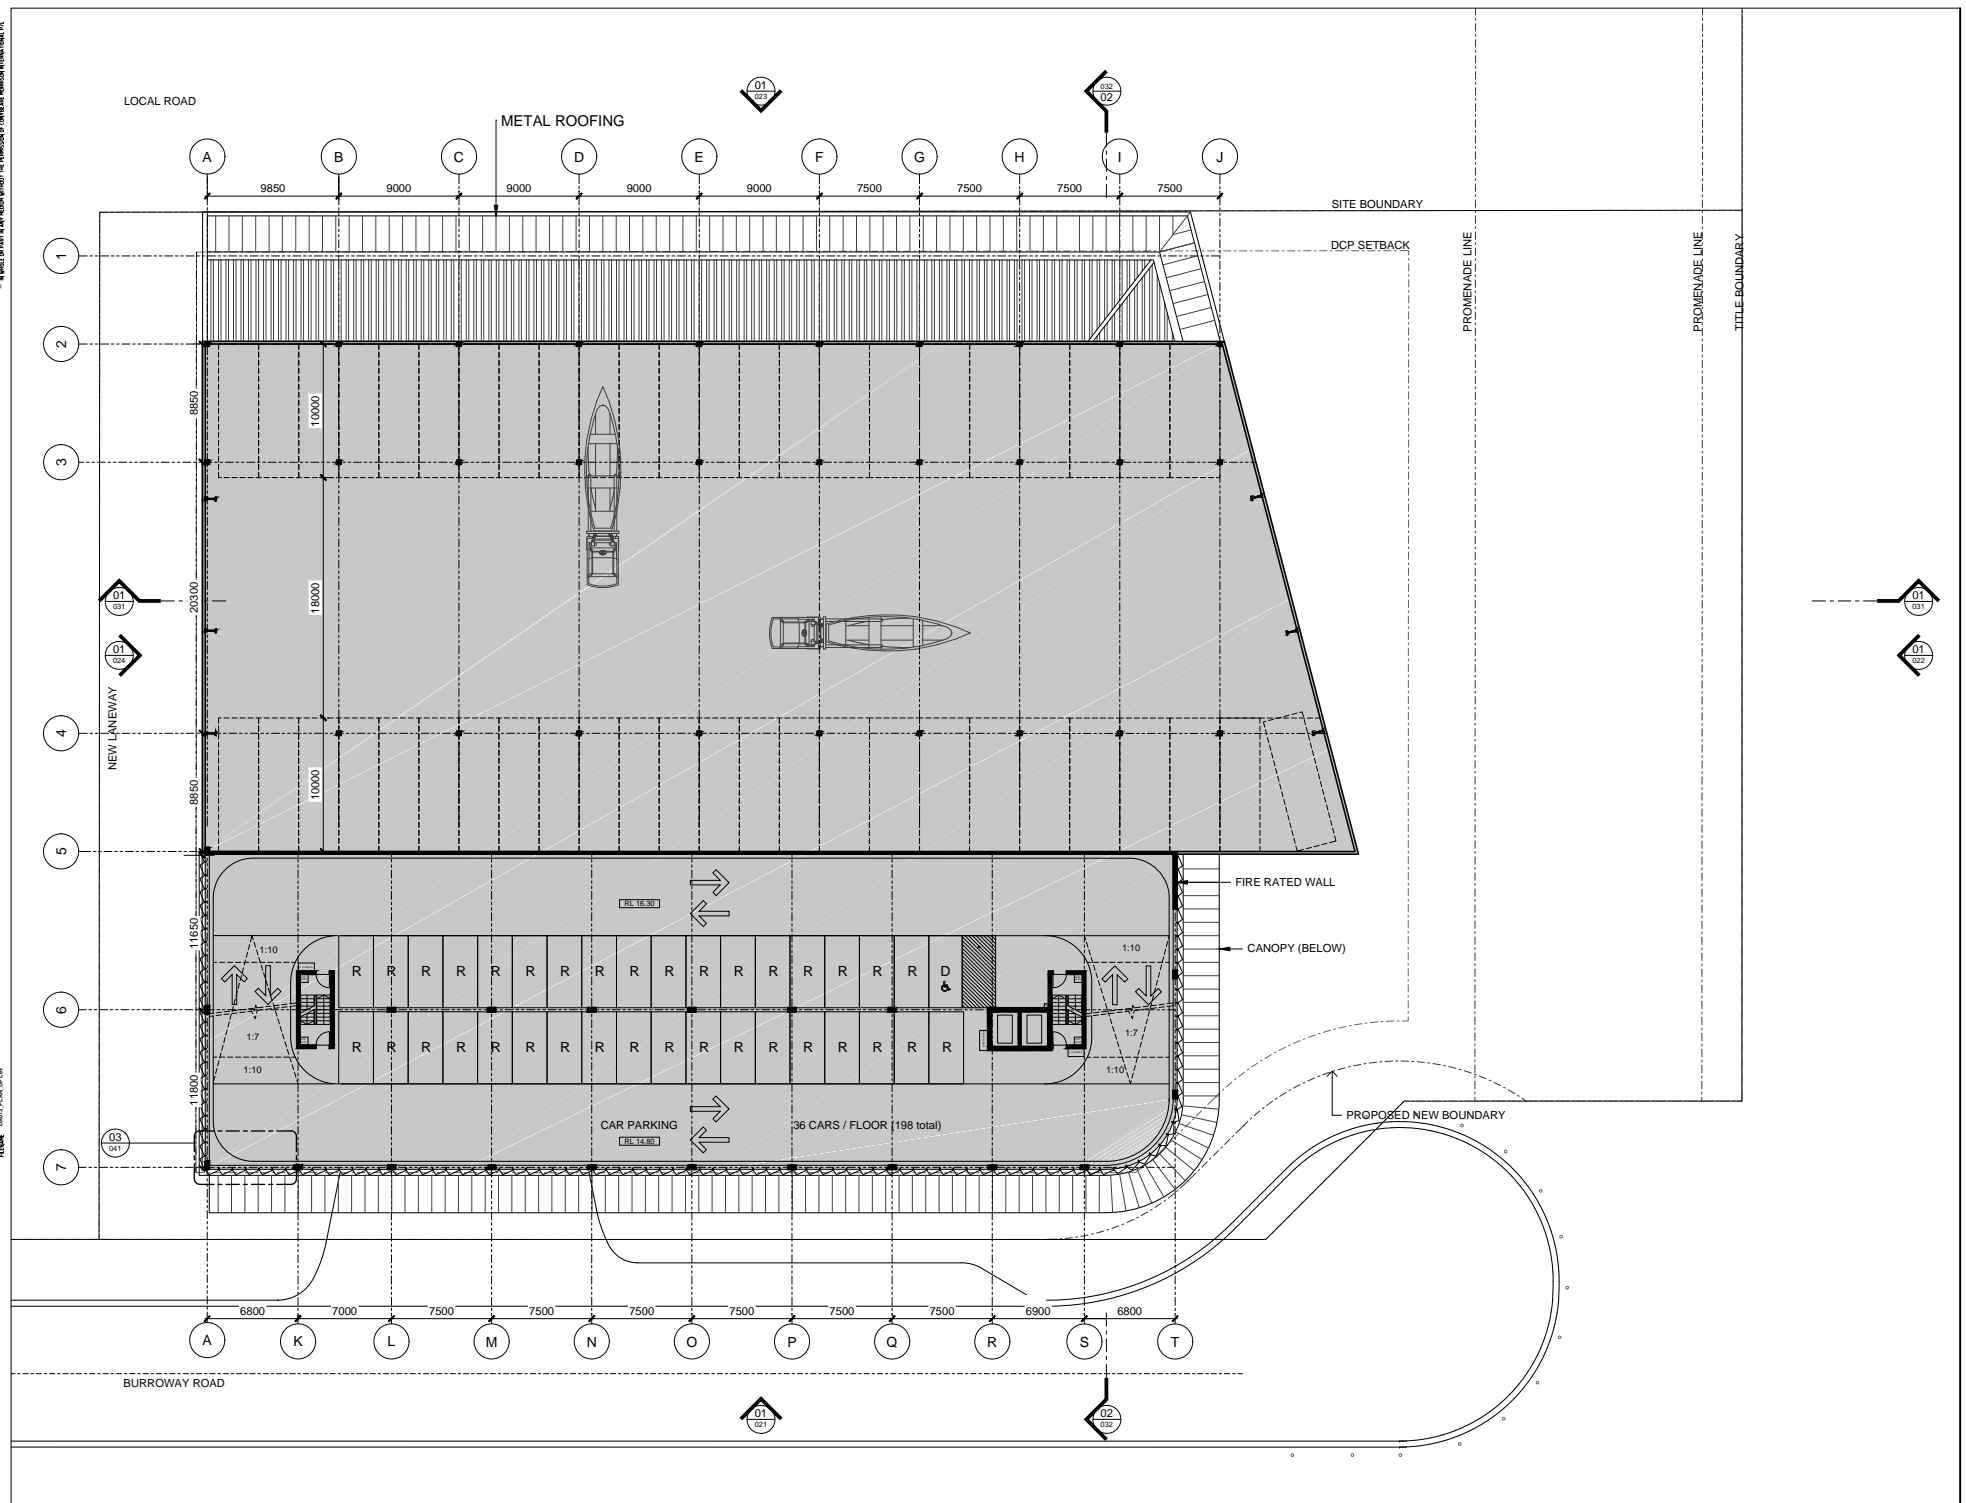 LOCAL ROAD
01
023
032
02
METAL ROOFING
A B C D E F G H I J
9850 9000 9000 9000 9000 7500 7500 7500 7500
SITE BOUNDARY
DCP SETBACK
PROMENADE LINE
PROMENADE LINE
TITLE BOUNDARY
1
2
8850
10000
3
01
031
20300
18000
01
031
01
024
01
022
NEW LANEWAY
4
8850
10000
5
FIRE RATED WALL
RL 16.30
11650
CANOPY (BELOW)
1:10
1:10
R R R R R R R R R R R R R R R R R D
6
1:7
1:7
R R R R R R R R R R R R R R R R R R
1:10
1:10
11800
CAR PARKING
36 CARS / FLOOR (198 total)
PROPOSED NEW BOUNDARY
RL 14.80
03
041
7
6800 7000 7500 7500 7500 7500 7500 7500 6900 6800
A K L M N O P Q R S T
BURROWAY ROAD
01
021
02
032